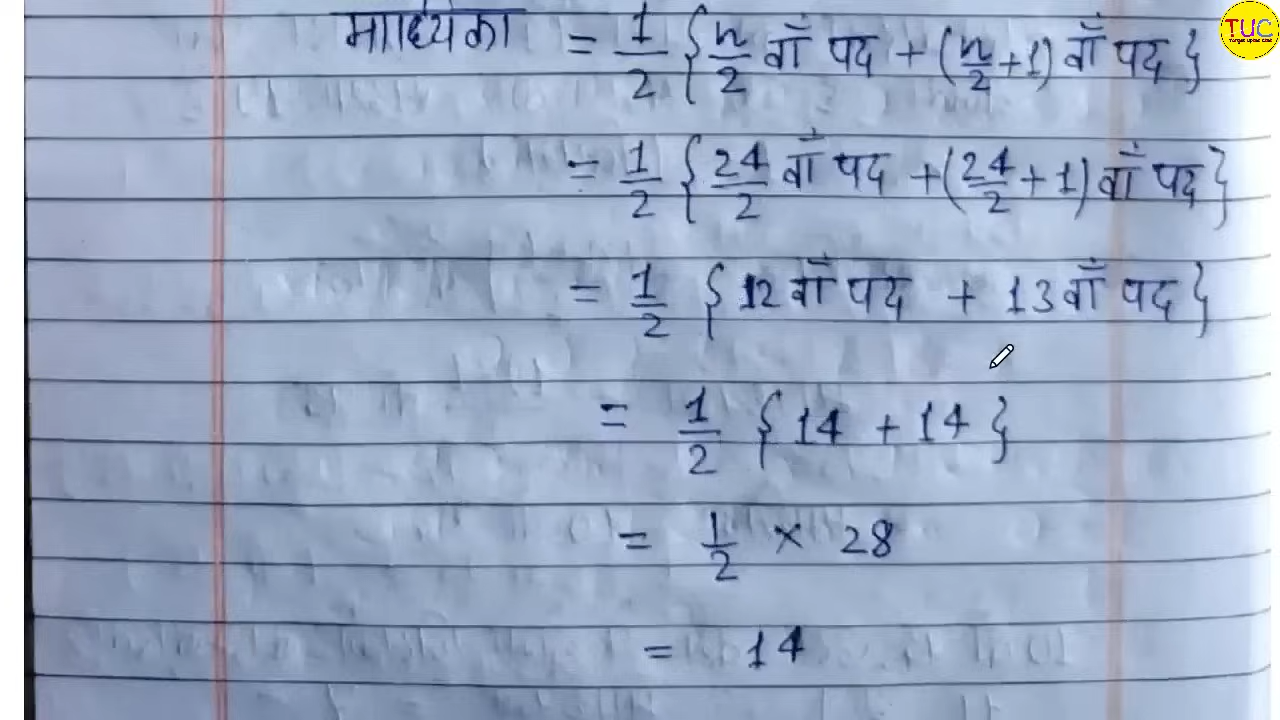 TUC
माध्यिका = 1/2 {n/2 वाँ पद + (n/2 + 1) वाँ पद}
= 1/2 {24/2 वाँ पद + (24/2 + 1) वाँ पद}
= 1/2 {12 वाँ पद + 13 वाँ पद}
= 1/2 {14 + 14}
= 1/2 × 28
= 14